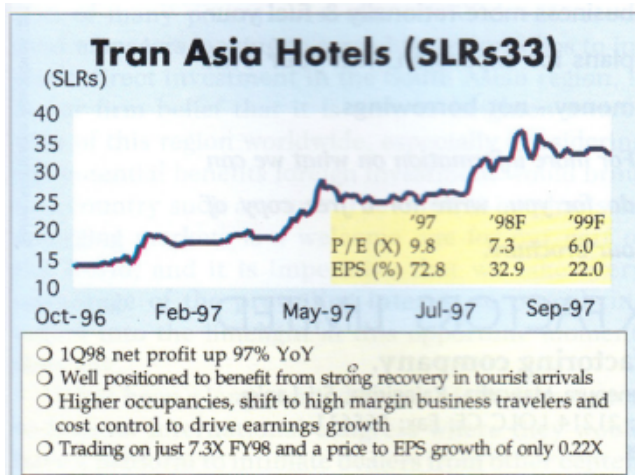 Tran Asia Hotels (SLRs33)
(SLRs)
40
35
30
25
20
15
10
'97 '98F '99F
P/E (X) 9.8 7.3 6.0
EPS (%) 72.8 32.9 22.0
Oct-96 Feb-97 May-97 Jul-97 Sep-97
❍ 1Q98 net profit up 97% YoY
❍ Well positioned to benefit from strong recovery in tourist arrivals
❍ Higher occupancies, shift to high margin business travelers and
cost control to drive earnings growth
❍ Trading on just 7.3X FY98 and a price to EPS growth of only 0.22X